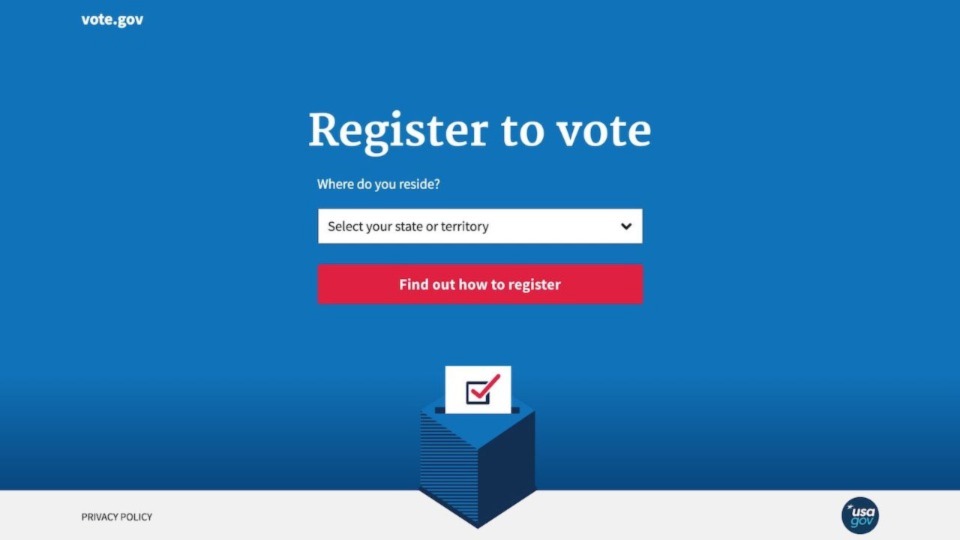 vote.gov
Register to vote
Where do you reside?
Select your state or territory
Find out how to register
PRIVACY POLICY
*usa
gov